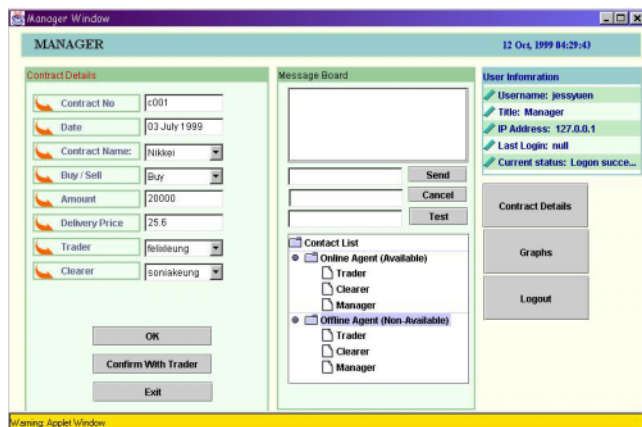 Manager Window
MANAGER
12 Oct, 1999 04:29:43
Contract Details
Contract No
c001
Date
03 July 1999
Contract Name:
Nikkei
Buy / Sell
Buy
Amount
20000
Delivery Price
25.6
Trader
felixleung
Clearer
soniakeung
OK
Confirm With Trader
Exit
Message Board
Send
Cancel
Test
Contact List
Online Agent (Available)
Trader
Clearer
Manager
Offline Agent (Non-Available)
Trader
Clearer
Manager
User Infomration
Username: jessyuen
Title: Manager
IP Address: 127.0.0.1
Last Login: null
Current status: Logon succe...
Contract Details
Graphs
Logout
Warning: Applet Window